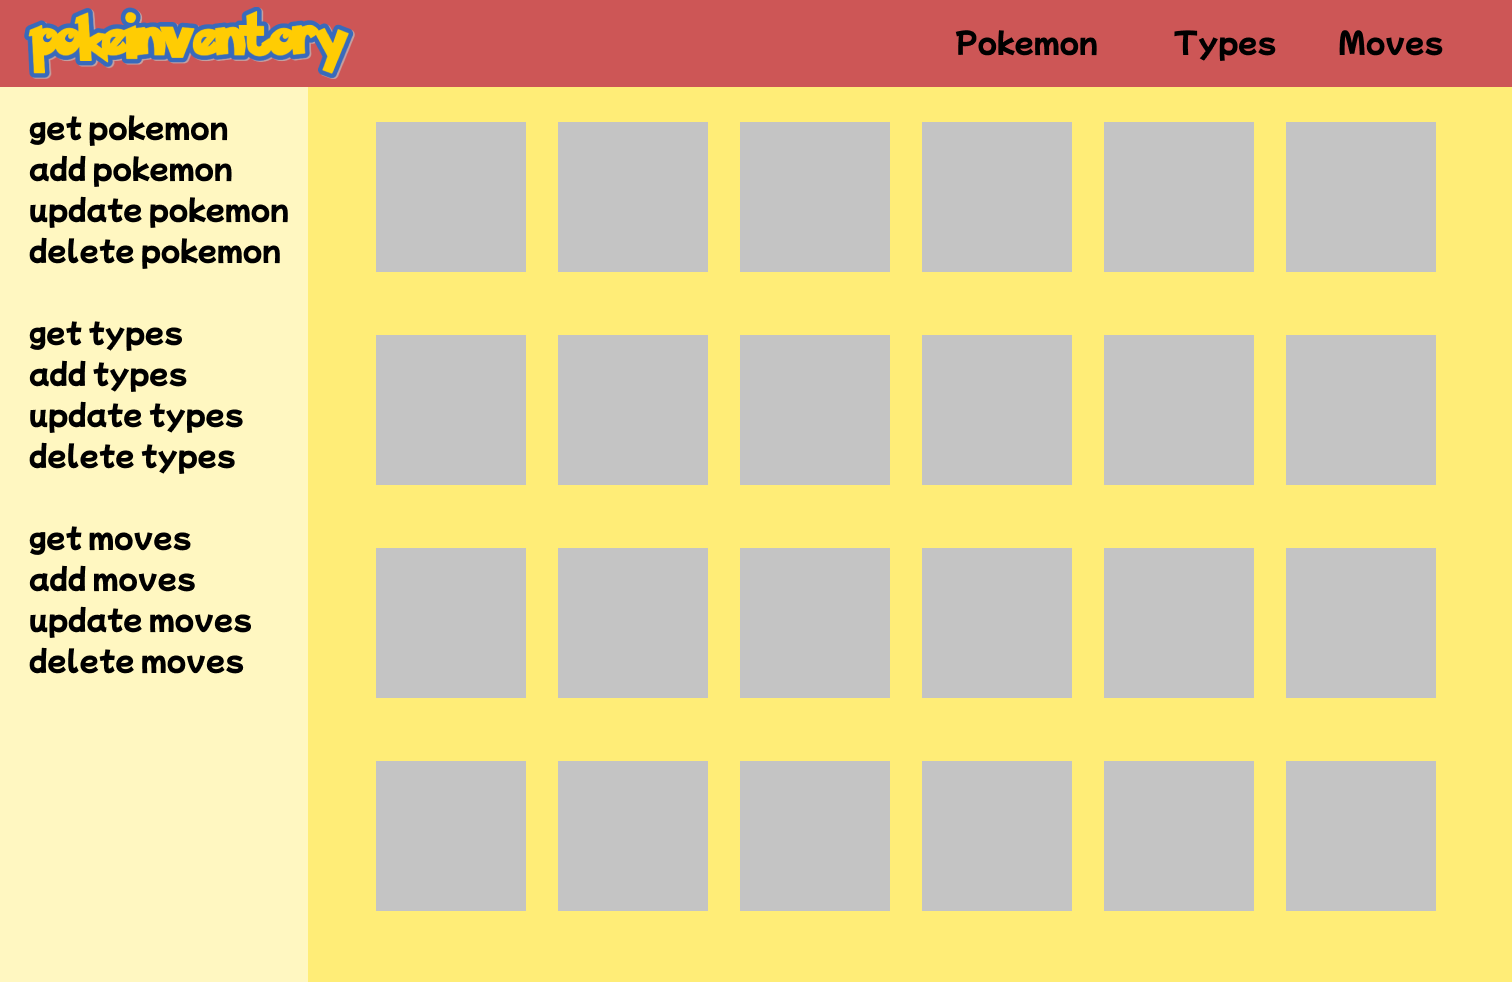 pokeinventory
Pokemon Types Moves
get pokemon
add pokemon
update pokemon
delete pokemon
get types
add types
update types
delete types
get moves
add moves
update moves
delete moves